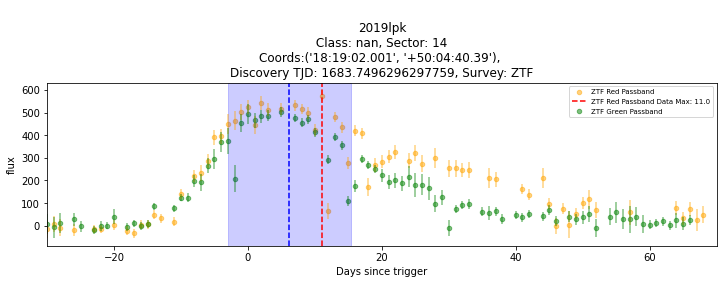 2019lpk
Class: nan, Sector: 14
Coords:('18:19:02.001', '+50:04:40.39'),
Discovery TJD: 1683.7496296297759, Survey: ZTF
600
500
400
300
200
100
0
flux
ZTF Red Passband
ZTF Red Passband Data Max: 11.0
ZTF Green Passband
−20
0
20
40
60
Days since trigger